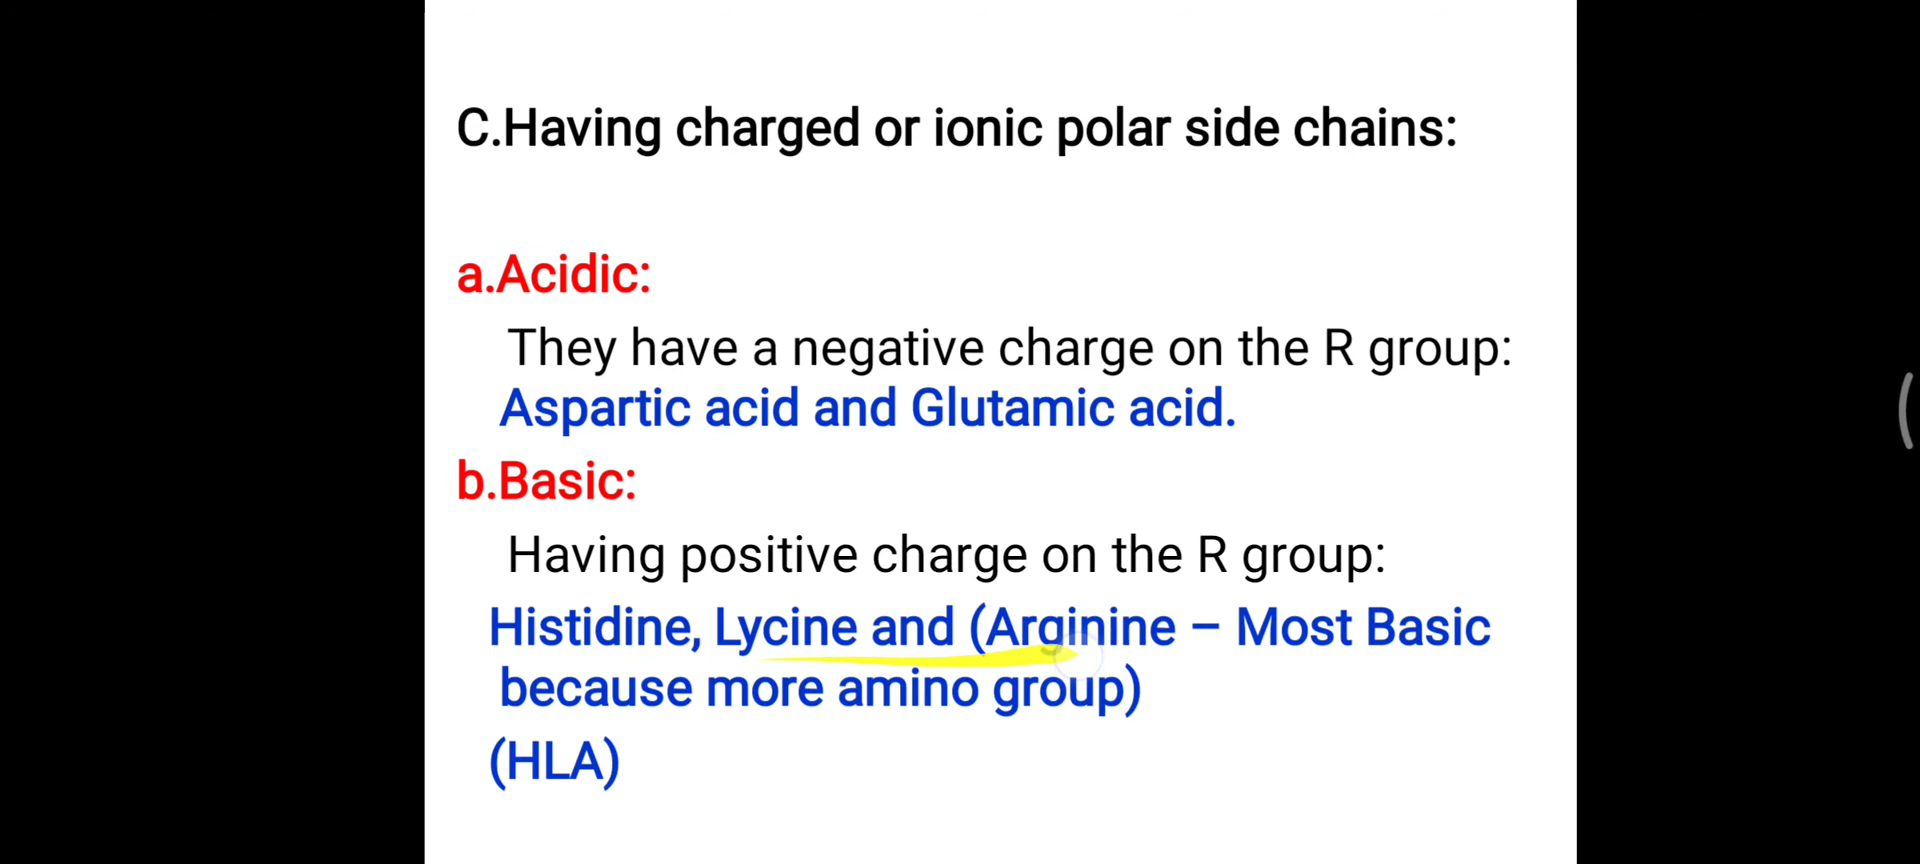 C.Having charged or ionic polar side chains:
a.Acidic:
They have a negative charge on the R group:
Aspartic acid and Glutamic acid.
b.Basic:
Having positive charge on the R group:
Histidine, Lycine and (Arginine – Most Basic
because more amino group)
(HLA)